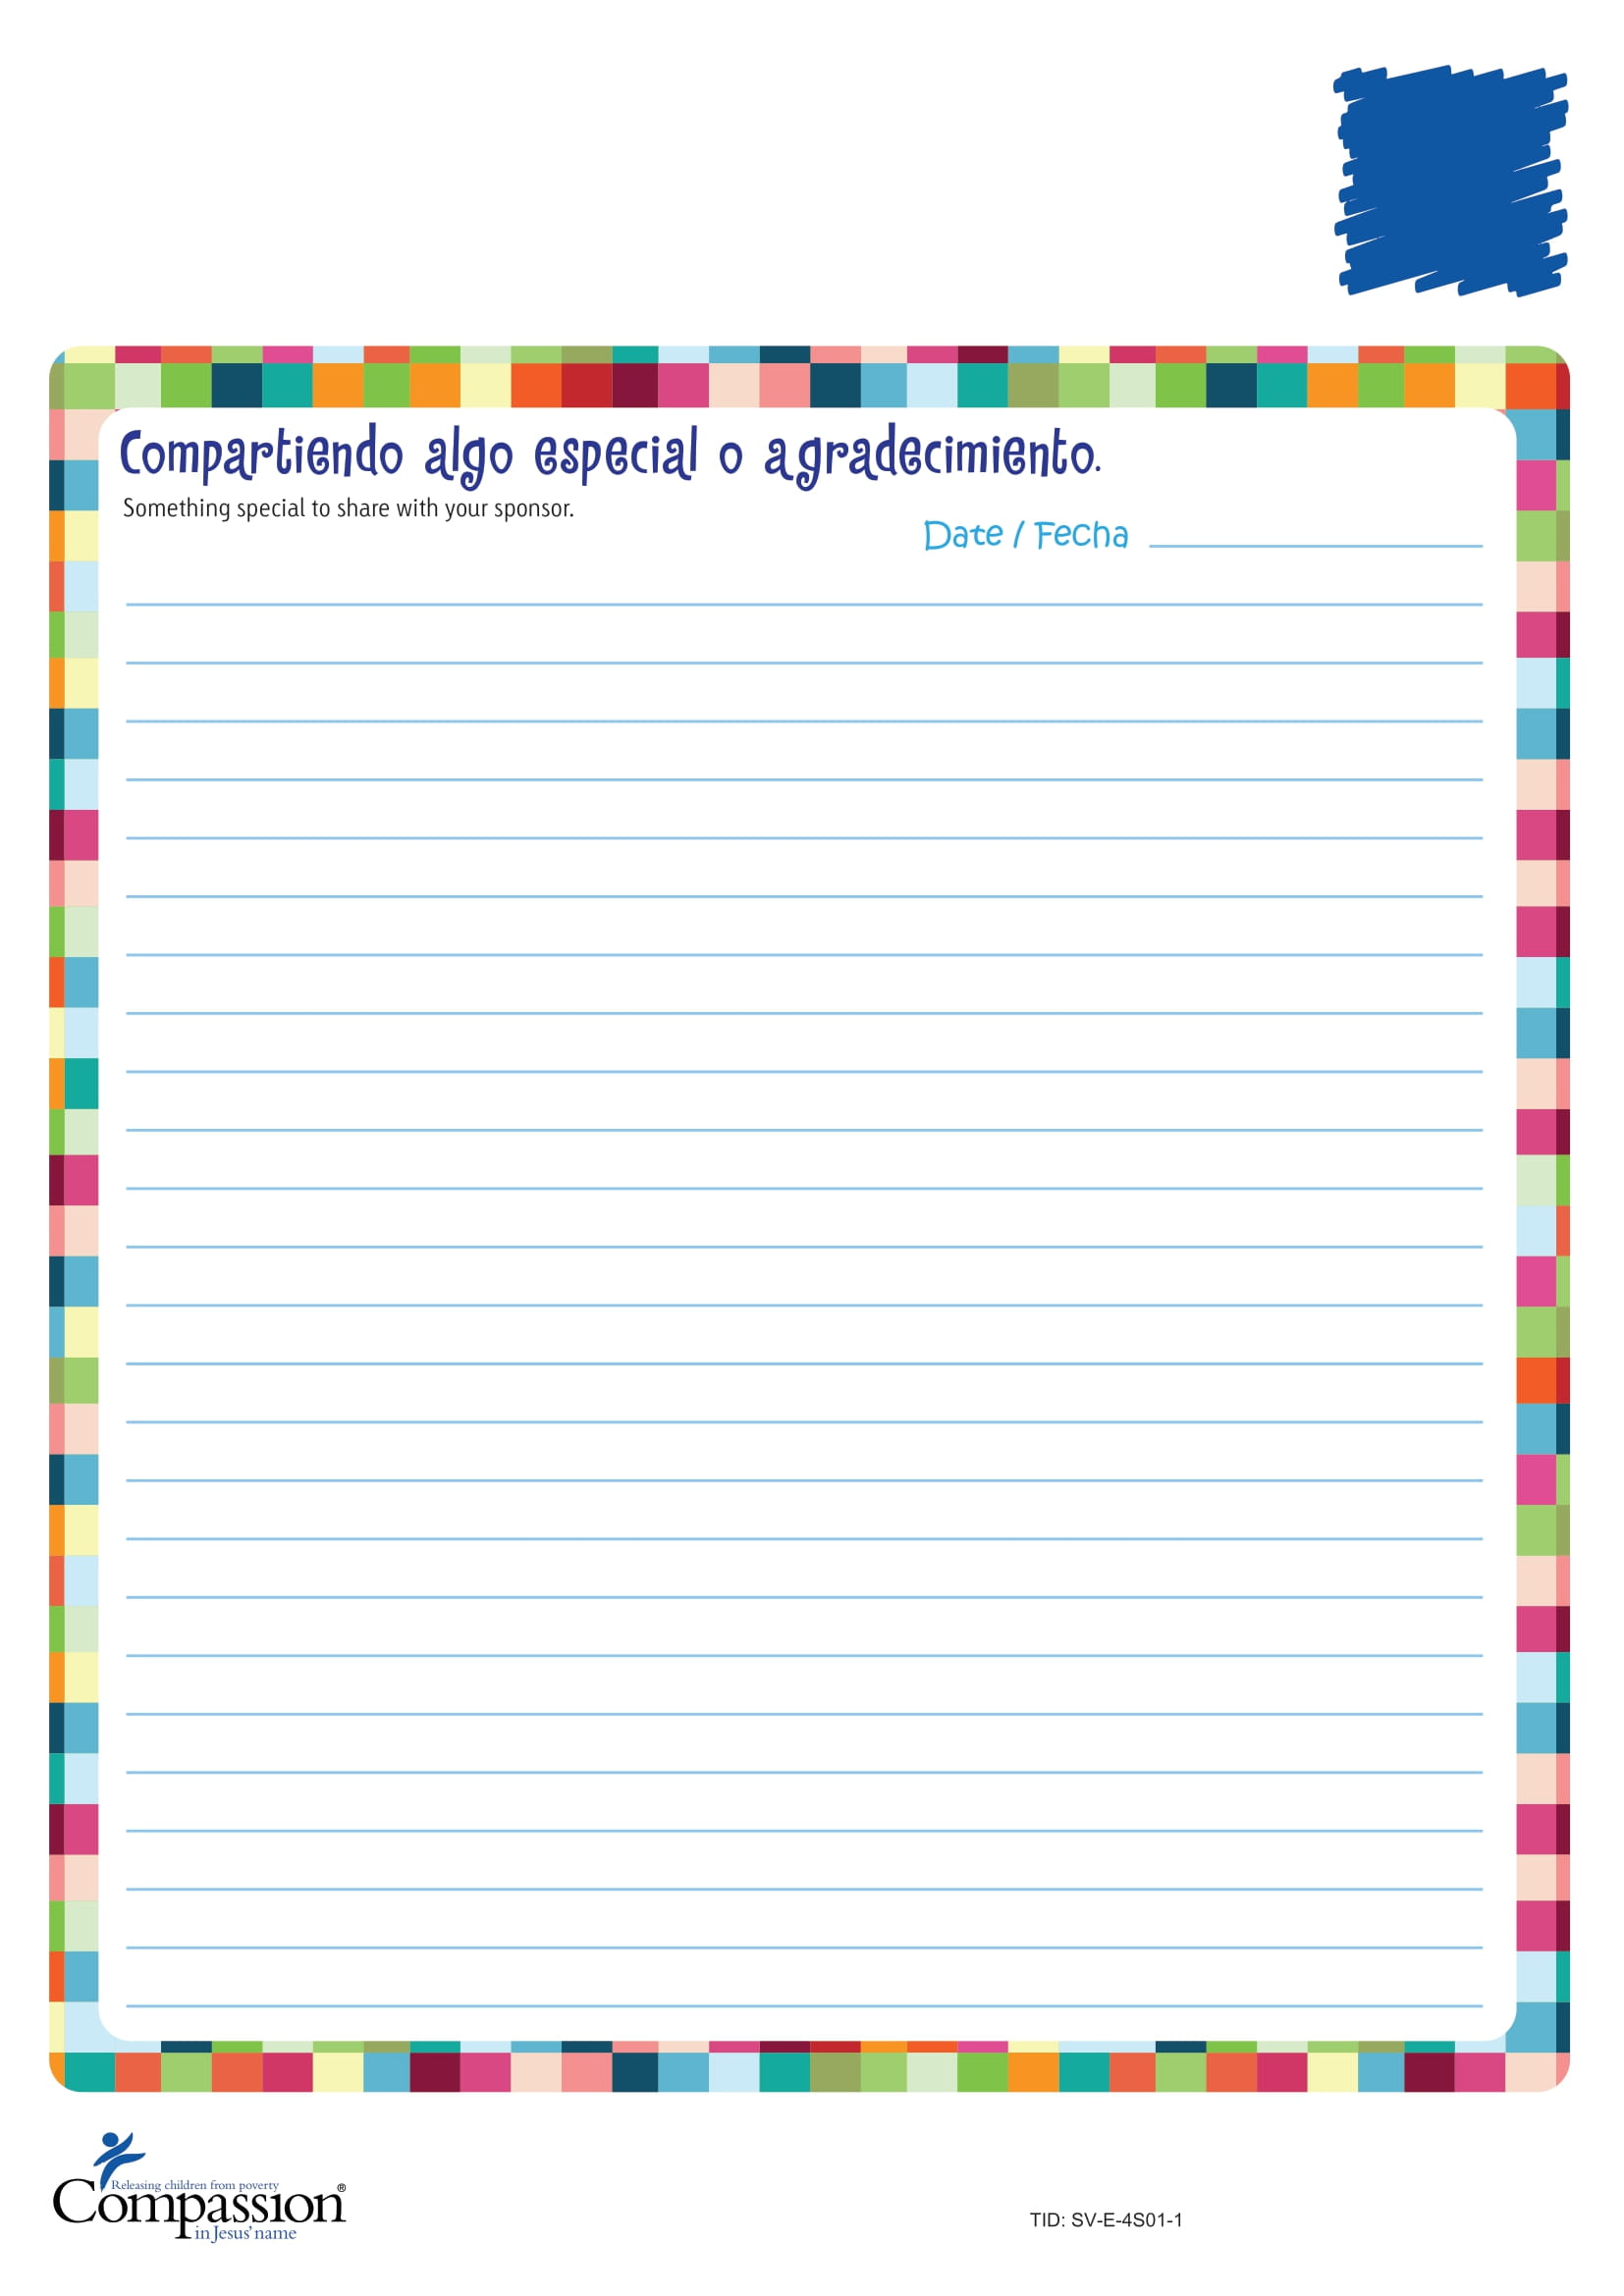 Compartiendo algo especial o agradecimiento.
Something special to share with your sponsor.
Date / Fecha
Releasing children from poverty
Compassion®
in Jesus' name
TID: SV-E-4S01-1